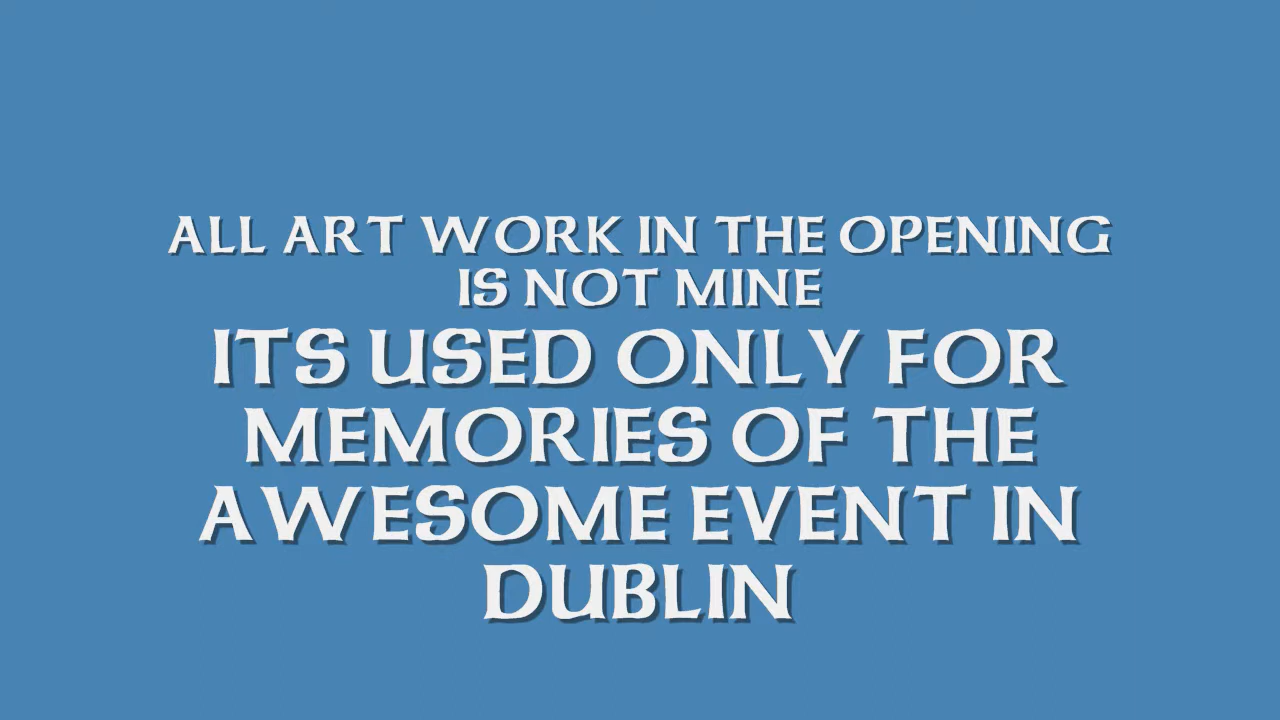 ALL ART WORK IN THE OPENING
IS NOT MINE
ITS USED ONLY FOR
MEMORIES OF THE
AWESOME EVENT IN
DUBLIN